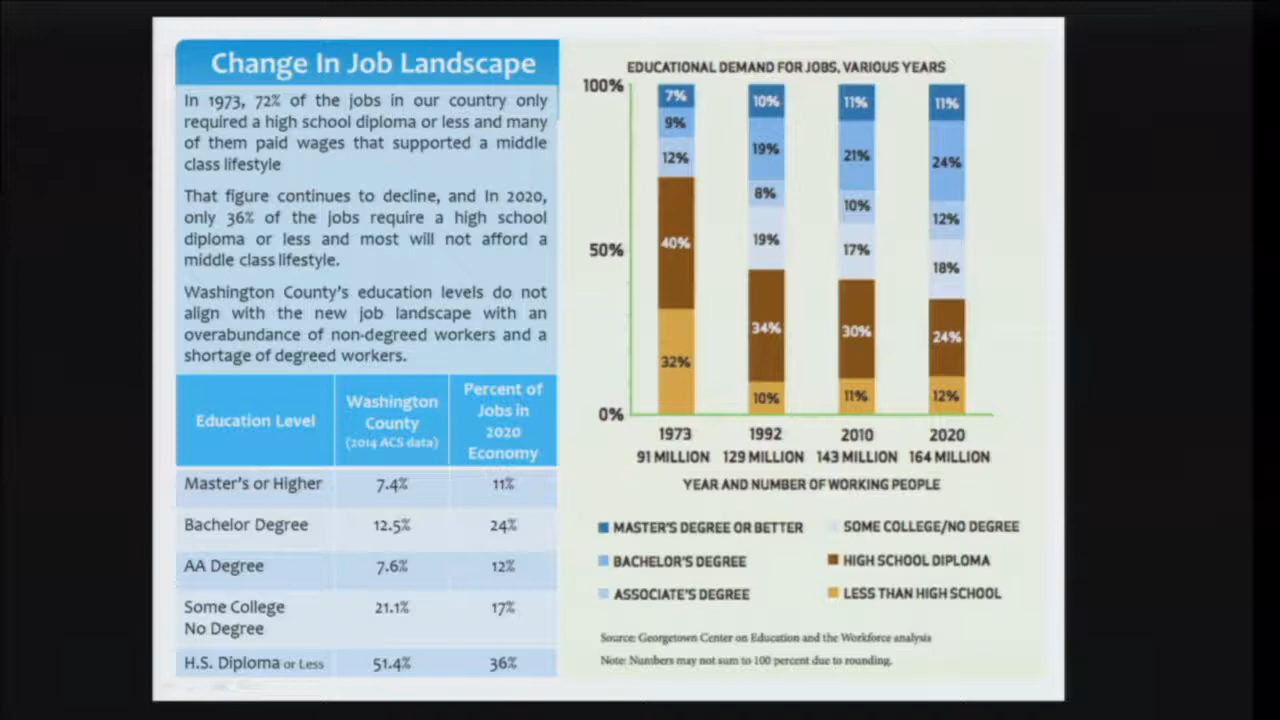 Change In Job Landscape
In 1973, 72% of the jobs in our country only
required a high school diploma or less and many
of them paid wages that supported a middle
class lifestyle
That figure continues to decline, and In 2020,
only 36% of the jobs require a high school
diploma or less and most will not afford a
middle class lifestyle.
Washington County's education levels do not
align with the new job landscape with an
overabundance of non-degreed workers and a
shortage of degreed workers.
Education Level Washington County (2014 ACS data) Percent of Jobs in 2020 Economy
Master's or Higher 7.4% 11%
Bachelor Degree 12.5% 24%
AA Degree 7.6% 12%
Some College No Degree 21.1% 17%
H.S. Diploma or Less 51.4% 36%
EDUCATIONAL DEMAND FOR JOBS, VARIOUS YEARS
100%
50%
0%
7% 10% 11% 11%
9% 19% 21% 24%
12% 8% 10% 12%
19% 17% 18%
40% 34% 30% 24%
32% 10% 11% 12%
1973 1992 2010 2020
91 MILLION 129 MILLION 143 MILLION 164 MILLION
YEAR AND NUMBER OF WORKING PEOPLE
MASTER'S DEGREE OR BETTER SOME COLLEGE/NO DEGREE
BACHELOR'S DEGREE HIGH SCHOOL DIPLOMA
ASSOCIATE'S DEGREE LESS THAN HIGH SCHOOL
Source: Georgetown Center on Education and the Workforce analysis
Note: Numbers may not sum to 100 percent due to rounding.